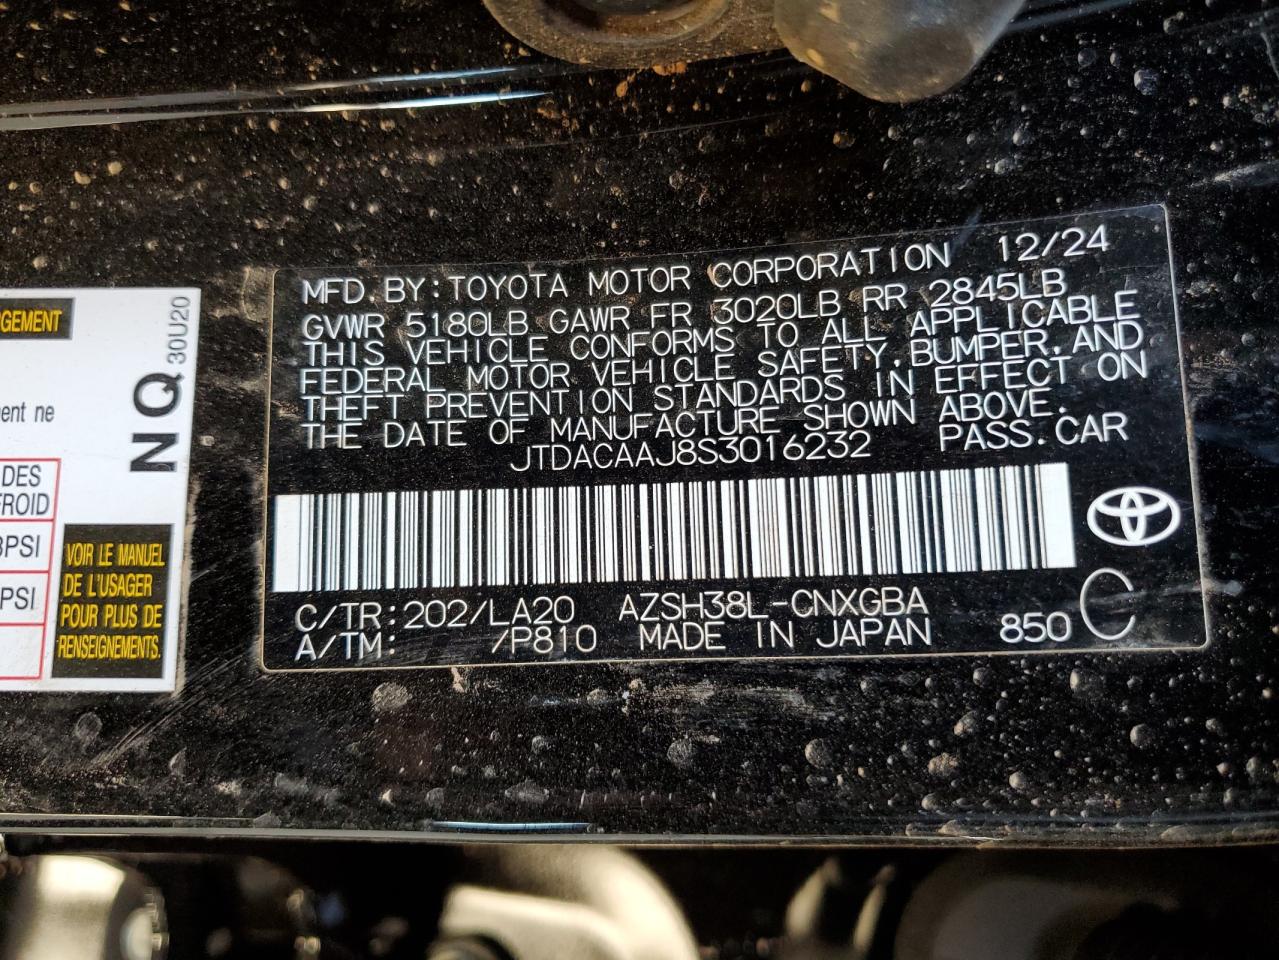 MFD.BY:TOYOTA MOTOR CORPORATION 12/24
GVWR 5180LB GAWR FR 3020LB RR 2845LB
THIS VEHICLE CONFORMS TO ALL APPLICABLE
FEDERAL MOTOR VEHICLE SAFETY,BUMPER,AND
THEFT PREVENTION STANDARDS IN EFFECT ON
THE DATE OF MANUFACTURE SHOWN ABOVE.
JTDACAAJ8S3016232 PASS.CAR
C/TR:202/LA20 AZSH38L-CNXGBA
A/TM: /P810 MADE IN JAPAN 850 C
GEMENT
ment ne
N Q 30U20
DES
FROID
PSI
PSI
VOIR LE MANUEL
DE L'USAGER
POUR PLUS DE
RENSEIGNEMENTS.